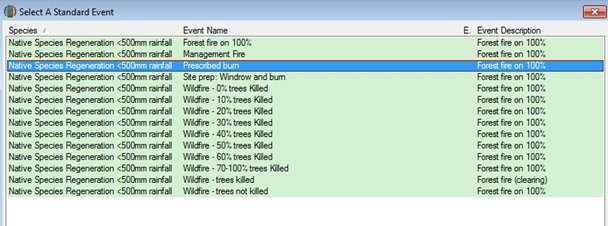 Select A Standard Event
Species Event Name E. Event Description
Native Species Regeneration <500mm rainfall Forest fire on 100% Forest fire on 100%
Native Species Regeneration <500mm rainfall Management Fire Forest fire on 100%
Native Species Regeneration <500mm rainfall Prescribed burn Forest fire on 100%
Native Species Regeneration <500mm rainfall Site prep: Windrow and burn Forest fire on 100%
Native Species Regeneration <500mm rainfall Wildfire - 0% trees Killed Forest fire on 100%
Native Species Regeneration <500mm rainfall Wildfire - 10% trees Killed Forest fire on 100%
Native Species Regeneration <500mm rainfall Wildfire - 20% trees Killed Forest fire on 100%
Native Species Regeneration <500mm rainfall Wildfire - 30% trees Killed Forest fire on 100%
Native Species Regeneration <500mm rainfall Wildfire - 40% trees Killed Forest fire on 100%
Native Species Regeneration <500mm rainfall Wildfire - 50% trees Killed Forest fire on 100%
Native Species Regeneration <500mm rainfall Wildfire - 60% trees Killed Forest fire on 100%
Native Species Regeneration <500mm rainfall Wildfire - 70-100% trees Killed Forest fire on 100%
Native Species Regeneration <500mm rainfall Wildfire - trees killed Forest fire (clearing)
Native Species Regeneration <500mm rainfall Wildfire - trees not killed Forest fire on 100%